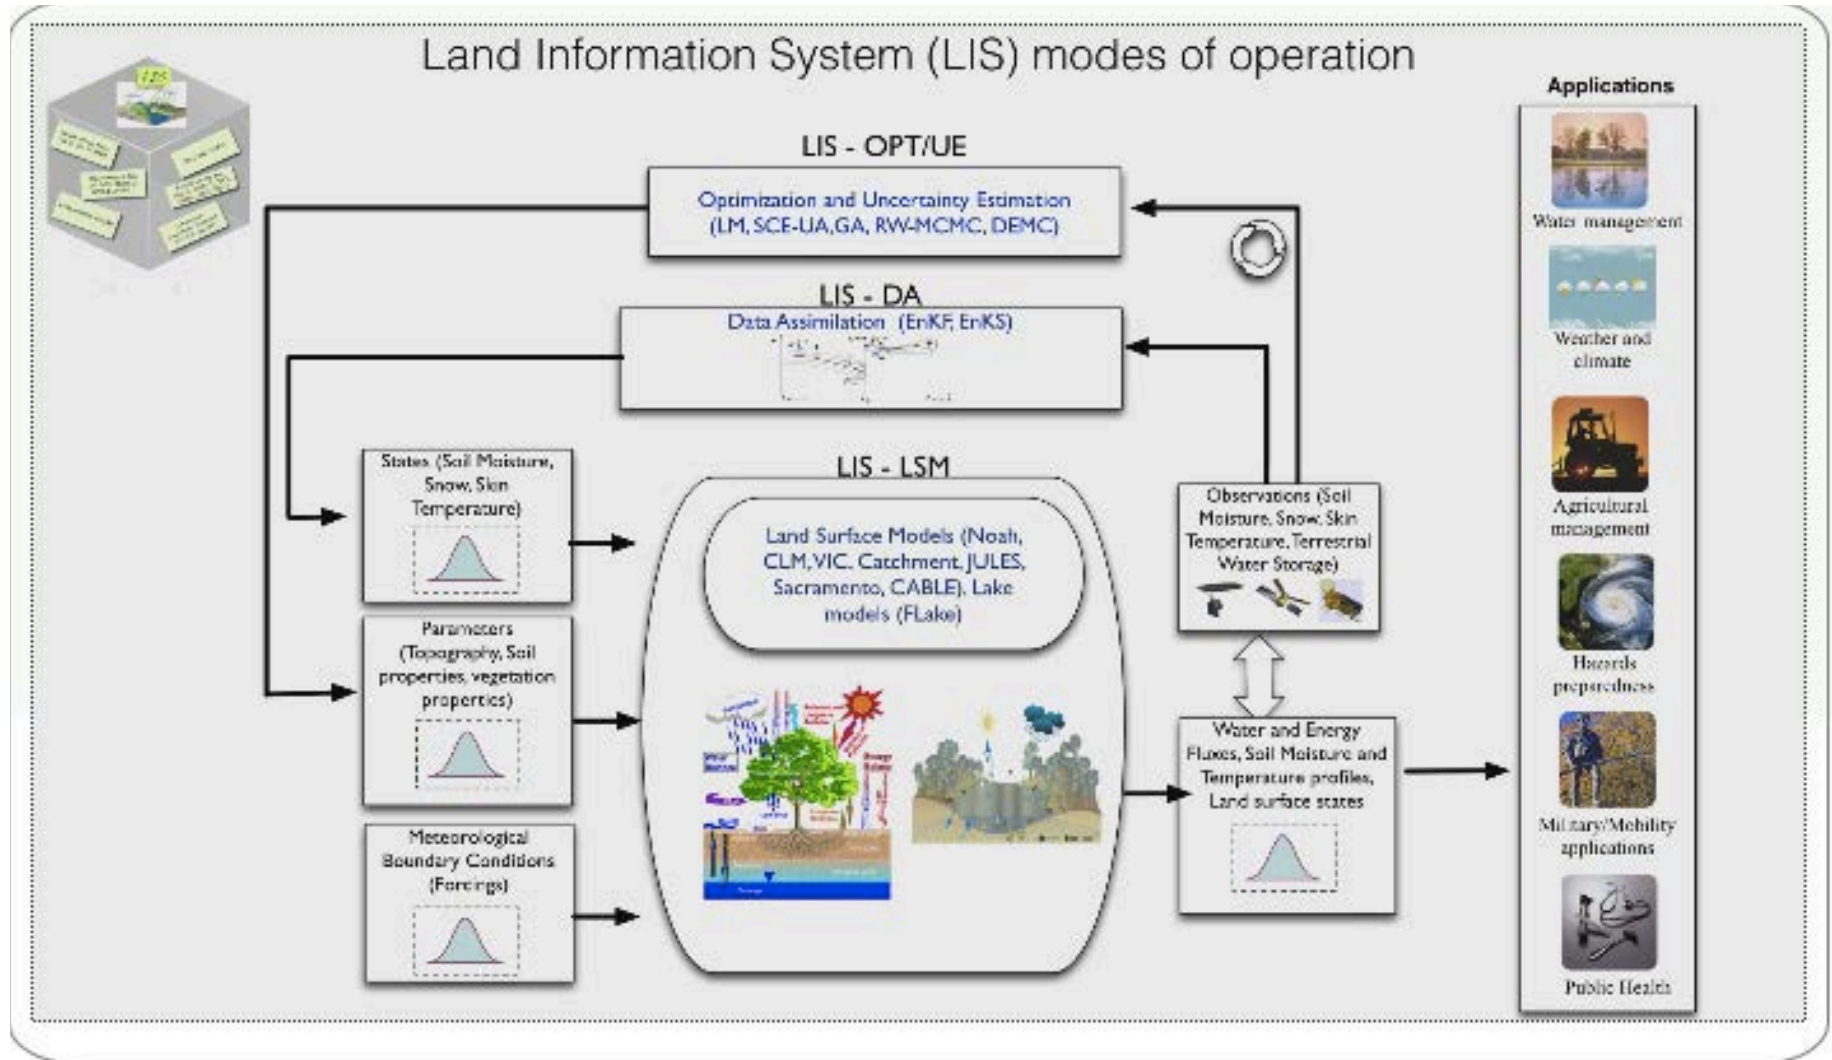 Land Information System (LIS) modes of operation
LIS
LIS - OPT/UE
Optimization and Uncertainty Estimation
(LM, SCE-UA,GA, RW-MCMC, DEMC)
LIS - DA
Data Assimilation (EnKF, EnKS)
States (Soil Moisture,
Snow, Skin
Temperature)
Parameters
(Topography, Soil
properties, vegetation
properties)
Meteorological
Boundary Conditions
(Forcings)
LIS - LSM
Land Surface Models (Noah,
CLM, VIC, Catchment, JULES,
Sacramento, CABLE), Lake
models (FLake)
Observations (Soil
Moisture, Snow, Skin
Temperature, Terrestrial
Water Storage)
Water and Energy
Fluxes, Soil Moisture and
Temperature profiles,
Land surface states
Applications
Water management
Weather and
climate
Agricultural
management
Hazards
preparedness
Military/Mobility
applications
Public Health